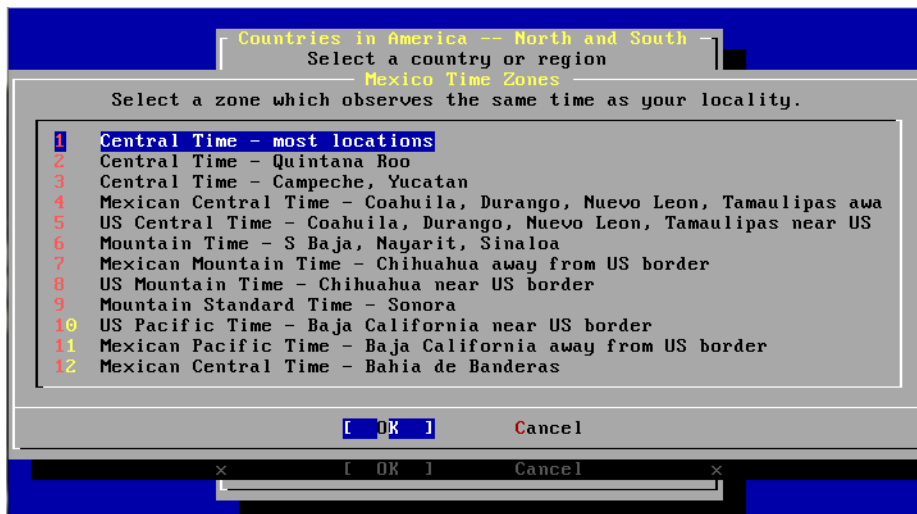 Countries in America -- North and South
Select a country or region
Mexico Time Zones
Select a zone which observes the same time as your locality.
1 Central Time - most locations
2 Central Time - Quintana Roo
3 Central Time - Campeche, Yucatan
4 Mexican Central Time - Coahuila, Durango, Nuevo Leon, Tamaulipas awa
5 US Central Time - Coahuila, Durango, Nuevo Leon, Tamaulipas near US
6 Mountain Time - S Baja, Nayarit, Sinaloa
7 Mexican Mountain Time - Chihuahua away from US border
8 US Mountain Time - Chihuahua near US border
9 Mountain Standard Time - Sonora
10 US Pacific Time - Baja California near US border
11 Mexican Pacific Time - Baja California away from US border
12 Mexican Central Time - Bahia de Banderas
[ OK ] Cancel
[ OK ] Cancel